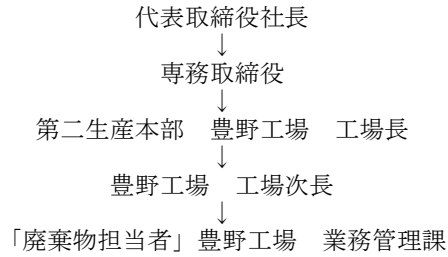 代表取締役社長
↓
専務取締役
↓
第二生産本部　豊野工場　工場長
↓
豊野工場　工場次長
↓
「廃棄物担当者」豊野工場　業務管理課